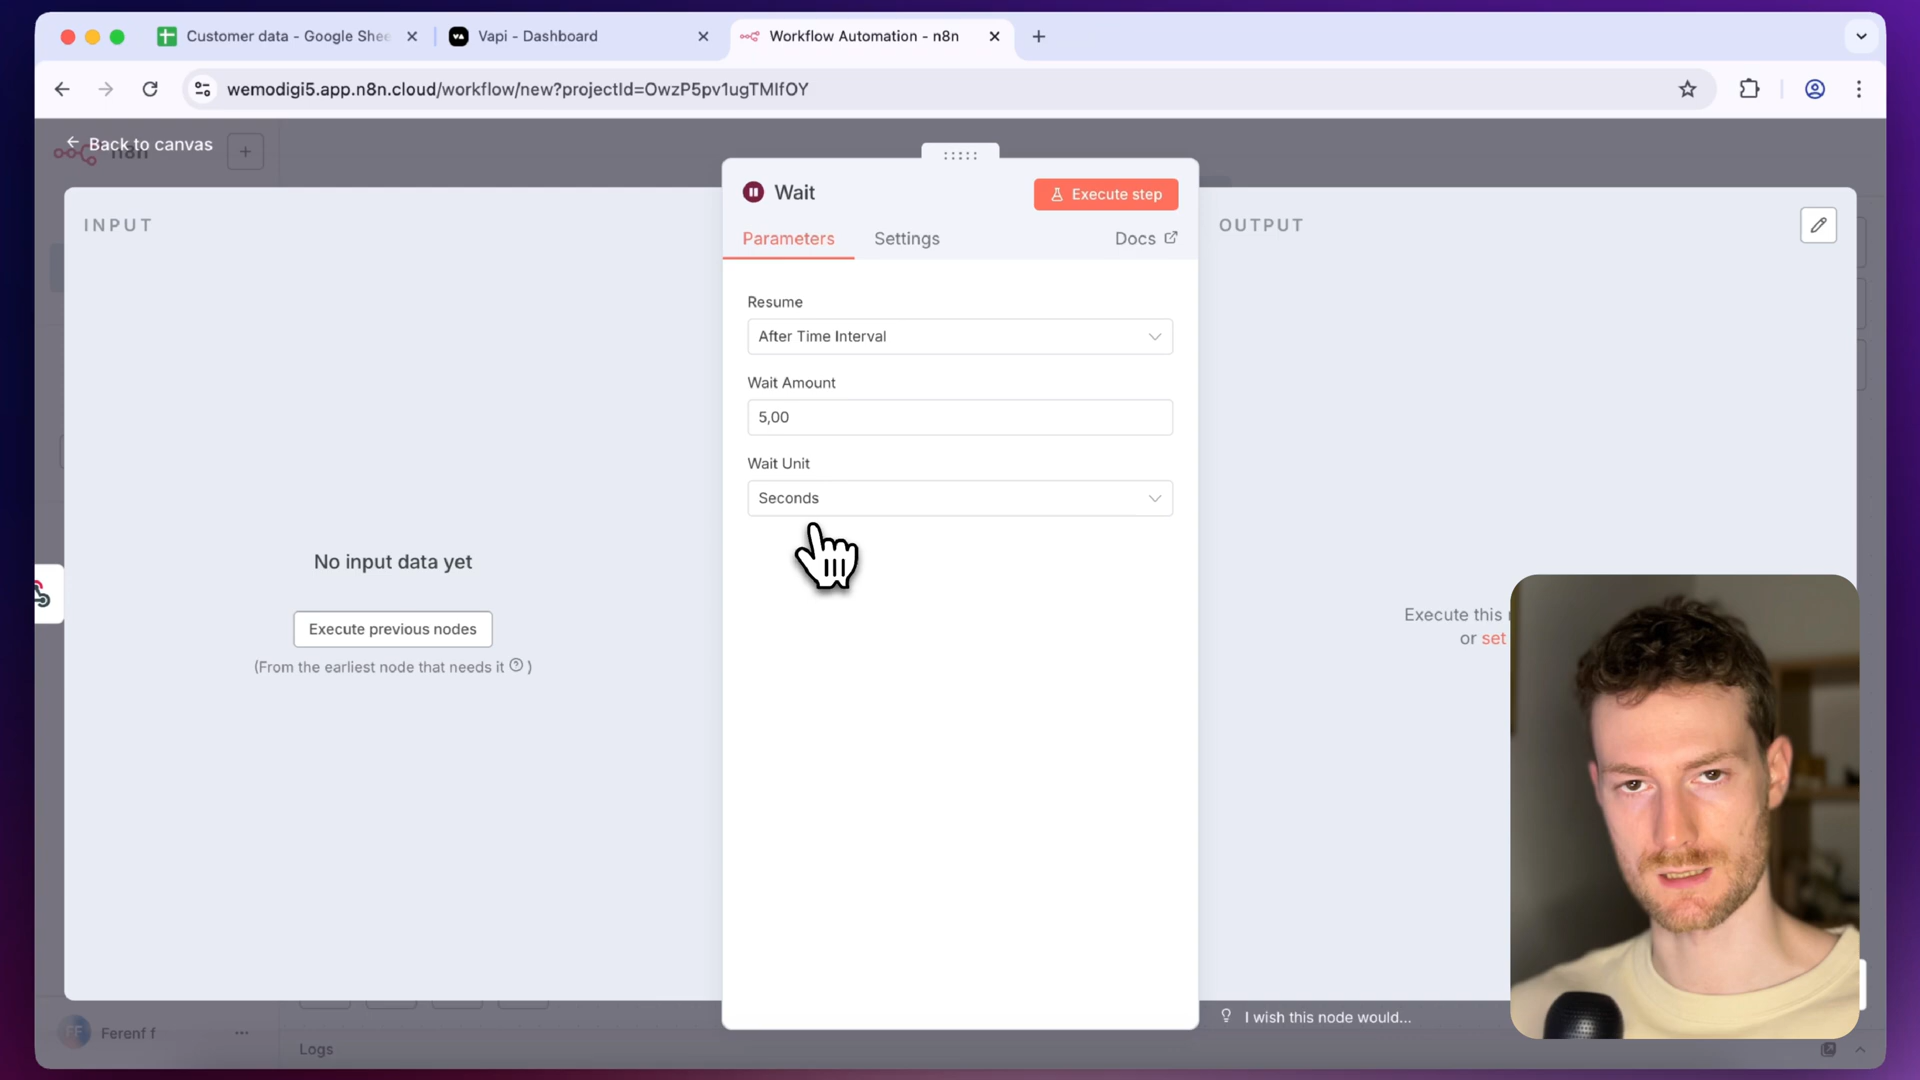 Customer data - Google Shee
Vapi - Dashboard
Workflow Automation - n8n
wemodigi5.app.n8n.cloud/workflow/new?projectId=OwzP5pv1ugTMIfOY
Back to canvas
n8n
Wait
Execute step
INPUT
OUTPUT
Parameters
Settings
Docs
Resume
After Time Interval
Wait Amount
5,00
Wait Unit
Seconds
No input data yet
Execute previous nodes
(From the earliest node that needs it ? )
Execute this
or set
I wish this node would...
FF
Ferenf f
Logs